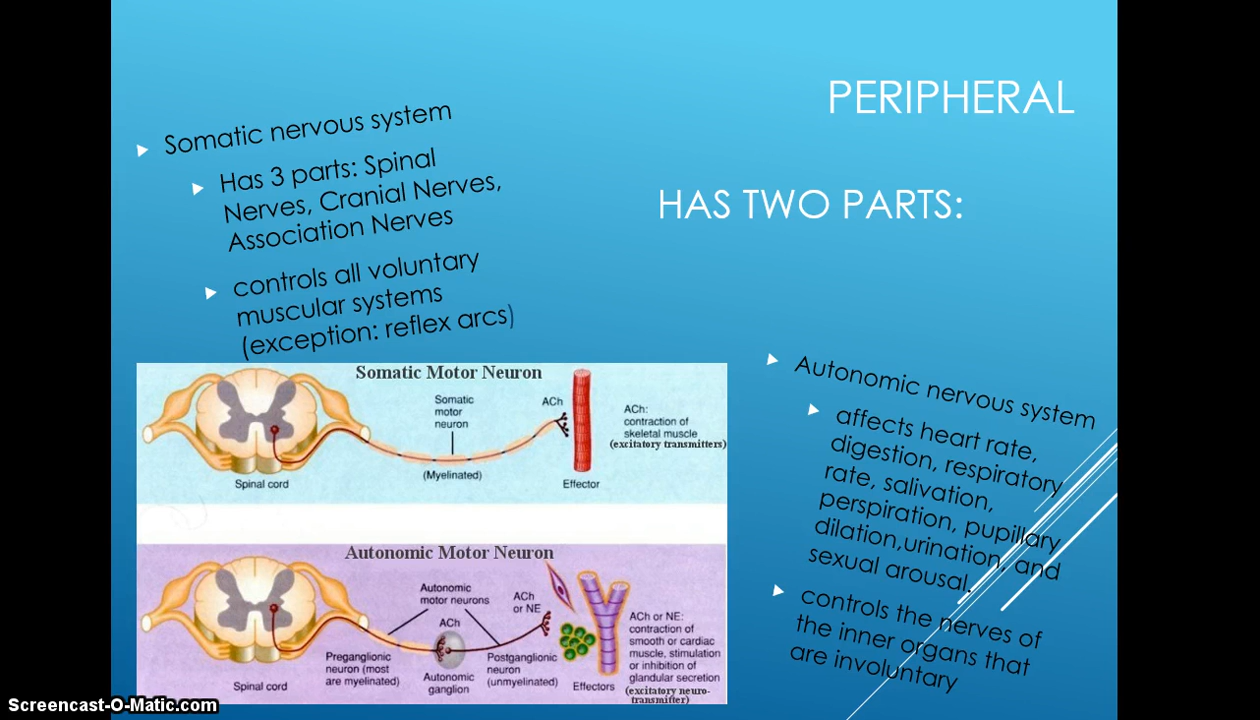 PERIPHERAL
HAS TWO PARTS:
Somatic nervous system
Has 3 parts: Spinal
Nerves, Cranial Nerves,
Association Nerves
controls all voluntary
muscular systems
(exception: reflex arcs)
Somatic Motor Neuron
Somatic
motor
neuron
ACh
ACh:
contraction of
skeletal muscle
(excitatory transmitters)
(Myelinated)
Spinal cord
Effector
Autonomic Motor Neuron
Autonomic
motor neurons
ACh
or NE
ACh
ACh or NE:
contraction of
smooth or cardiac
muscle, stimulation
or inhibition of
glandular secretion
(excitatory neuro-
transmitter)
Preganglionic
neuron (most
are myelinated)
Autonomic
ganglion
Postganglionic
neuron
(unmyelinated)
Spinal cord
Effectors
Autonomic nervous system
affects heart rate,
digestion, respiratory
rate, salivation,
perspiration, pupillary
dilation,urination, and
sexual arousal.
controls the nerves of
the inner organs that
are involuntary
Screencast-O-Matic.com